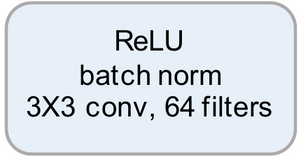 ReLU
batch norm
3X3 conv, 64 filters